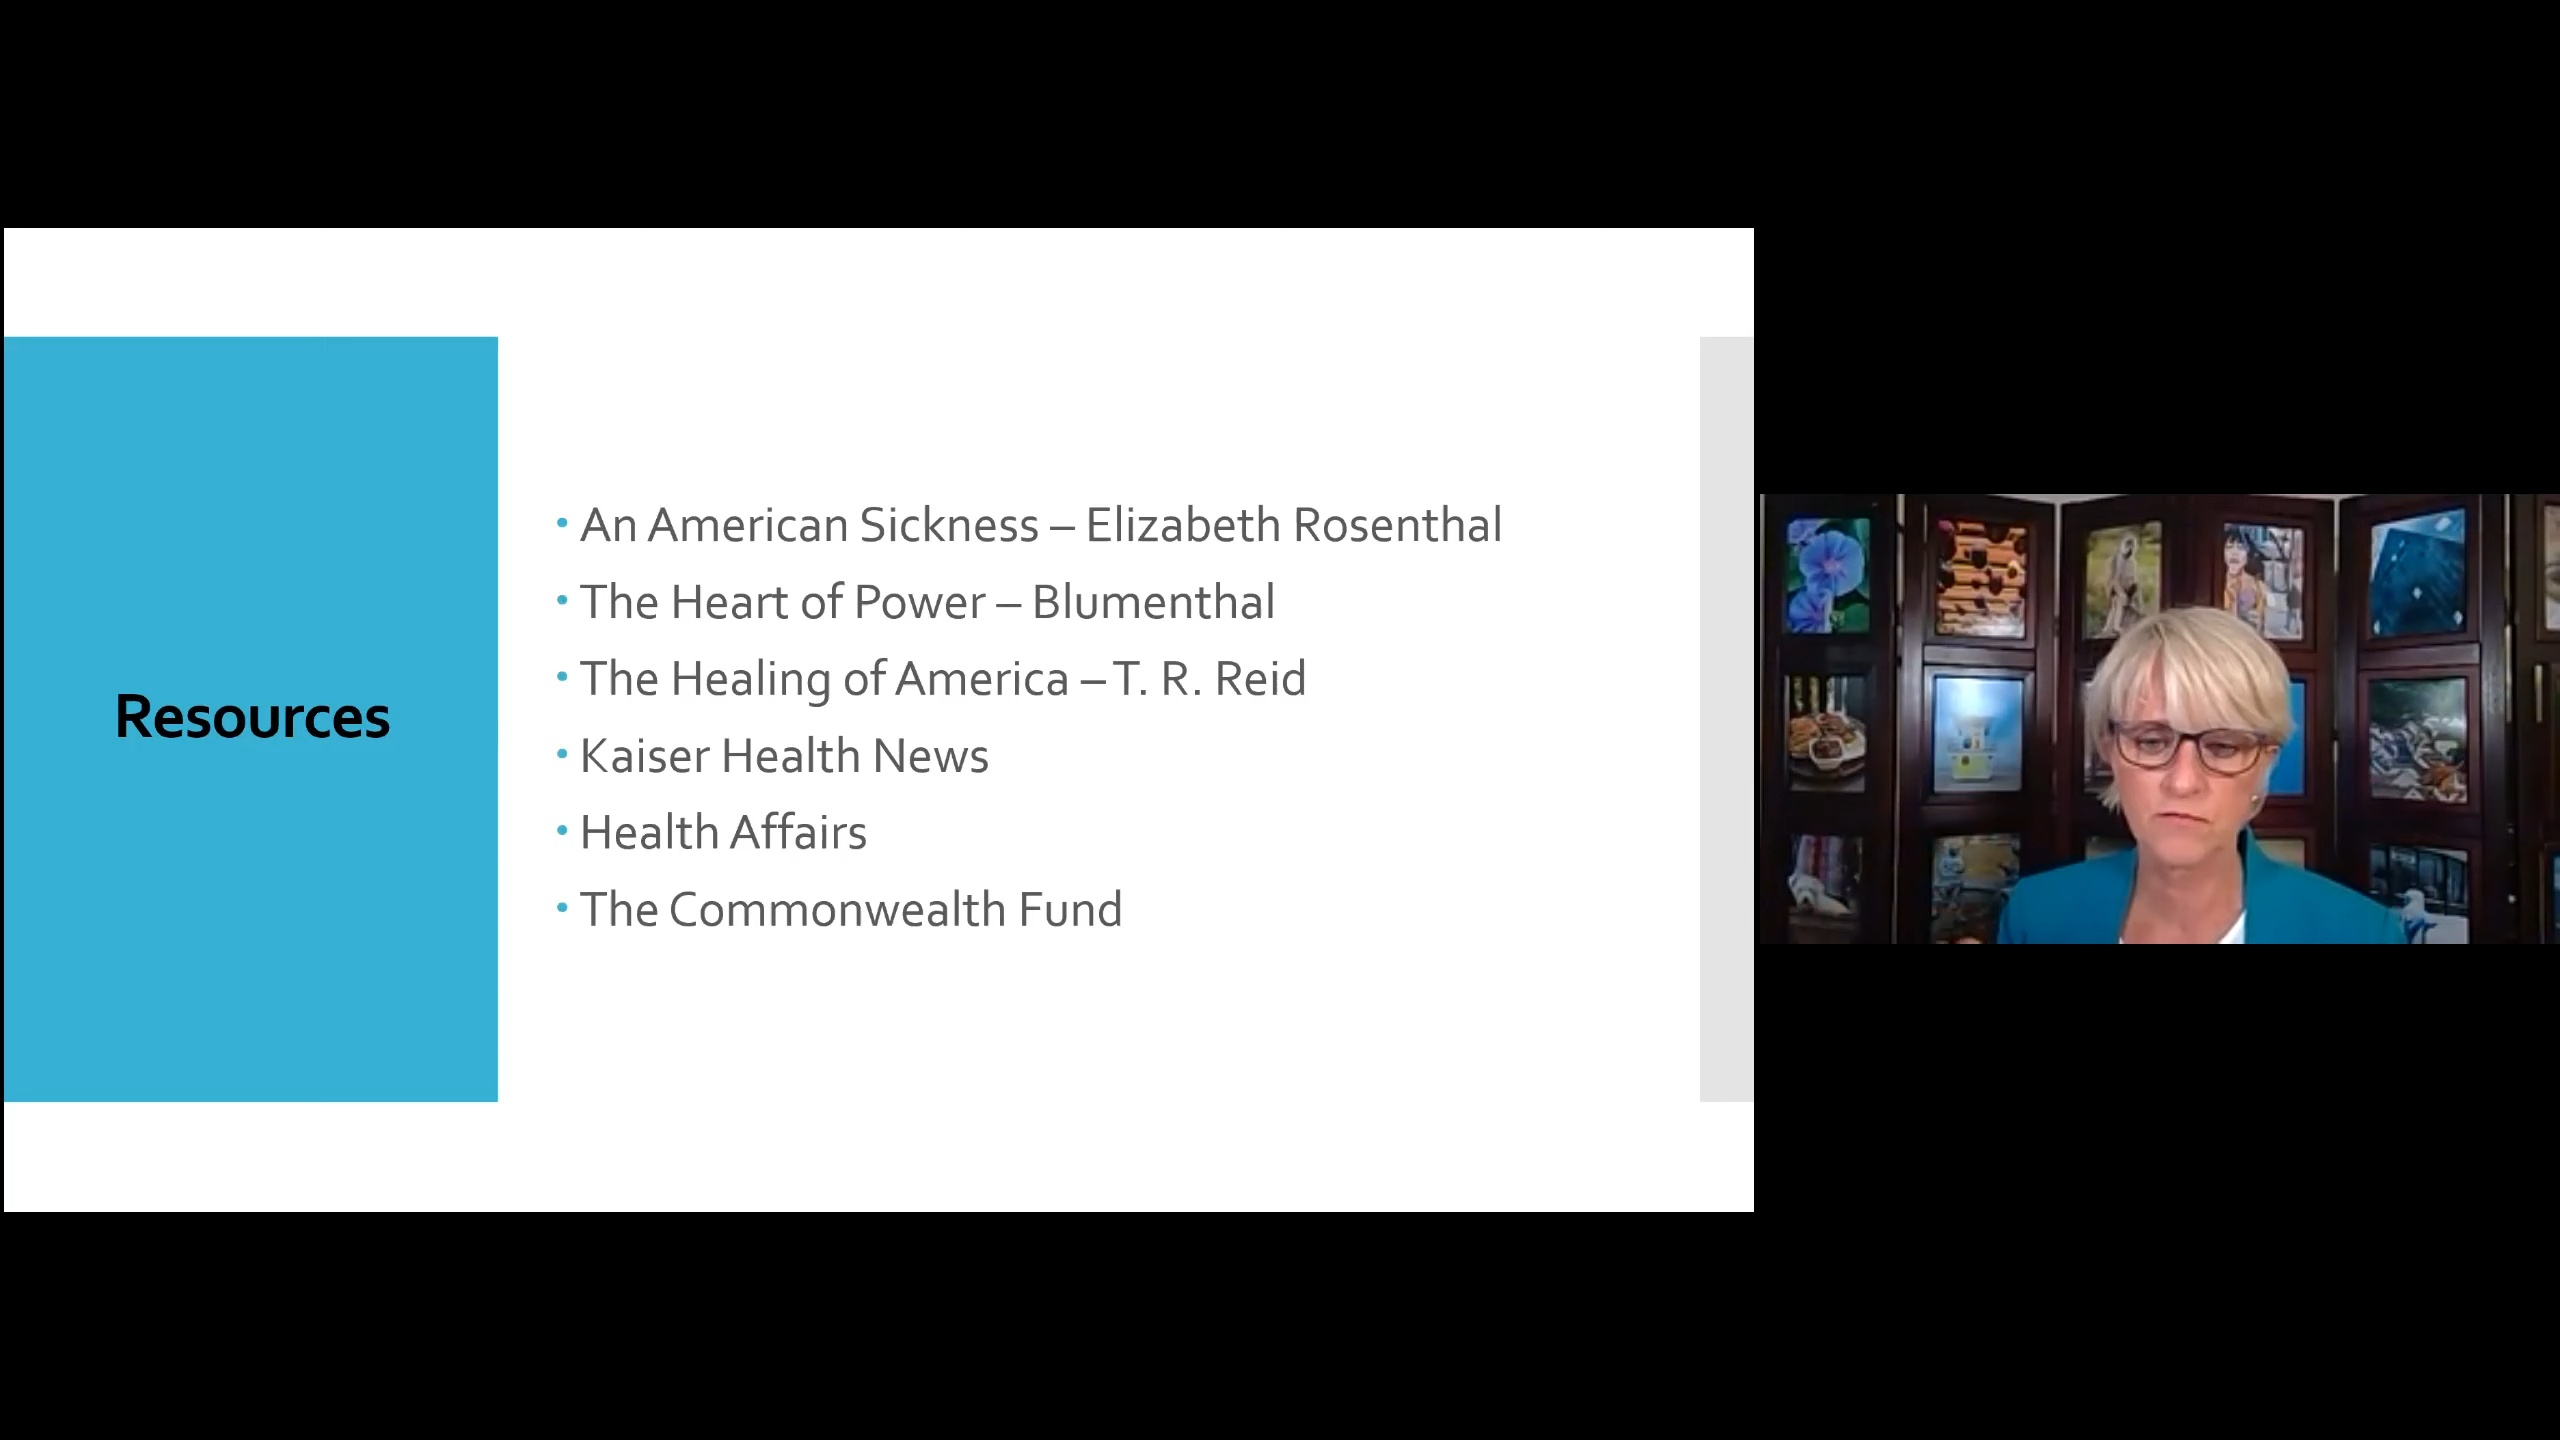 Resources
• An American Sickness – Elizabeth Rosenthal
• The Heart of Power – Blumenthal
• The Healing of America – T. R. Reid
• Kaiser Health News
• Health Affairs
• The Commonwealth Fund